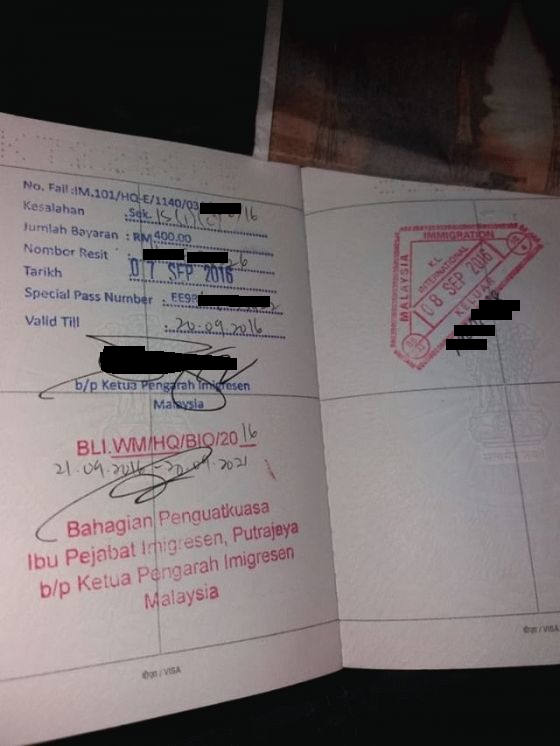 No. Fail :IM.101/HQ-E/1140/03
Kesalahan : Sek. 15(1)(c) /16
Jumlah Bayaran : RM 400.00
Nombor Resit : 26
Tarikh 07 SEP 2016
Special Pass Number : EE98
Valid Till : 20.09.2016
b/p Ketua Pengarah Imigresen
Malaysia
BLI.WM/HQ/BIO/2016
21.09.2016 - 20.09.2021
Bahagian Penguatkuasa
Ibu Pejabat Imigresen, Putrajaya
b/p Ketua Pengarah Imigresen
Malaysia
वीज़ा / VISA
IMMIGRATION
MALAYSIA
K.L
INTERNATIONAL
08 SEP 2016
KELUAR
वीज़ा / VISA